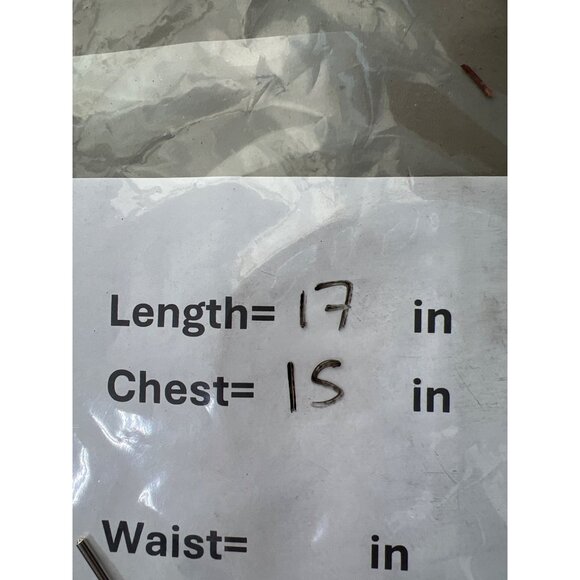 Length= 17 in
Chest= 15 in
Waist= in